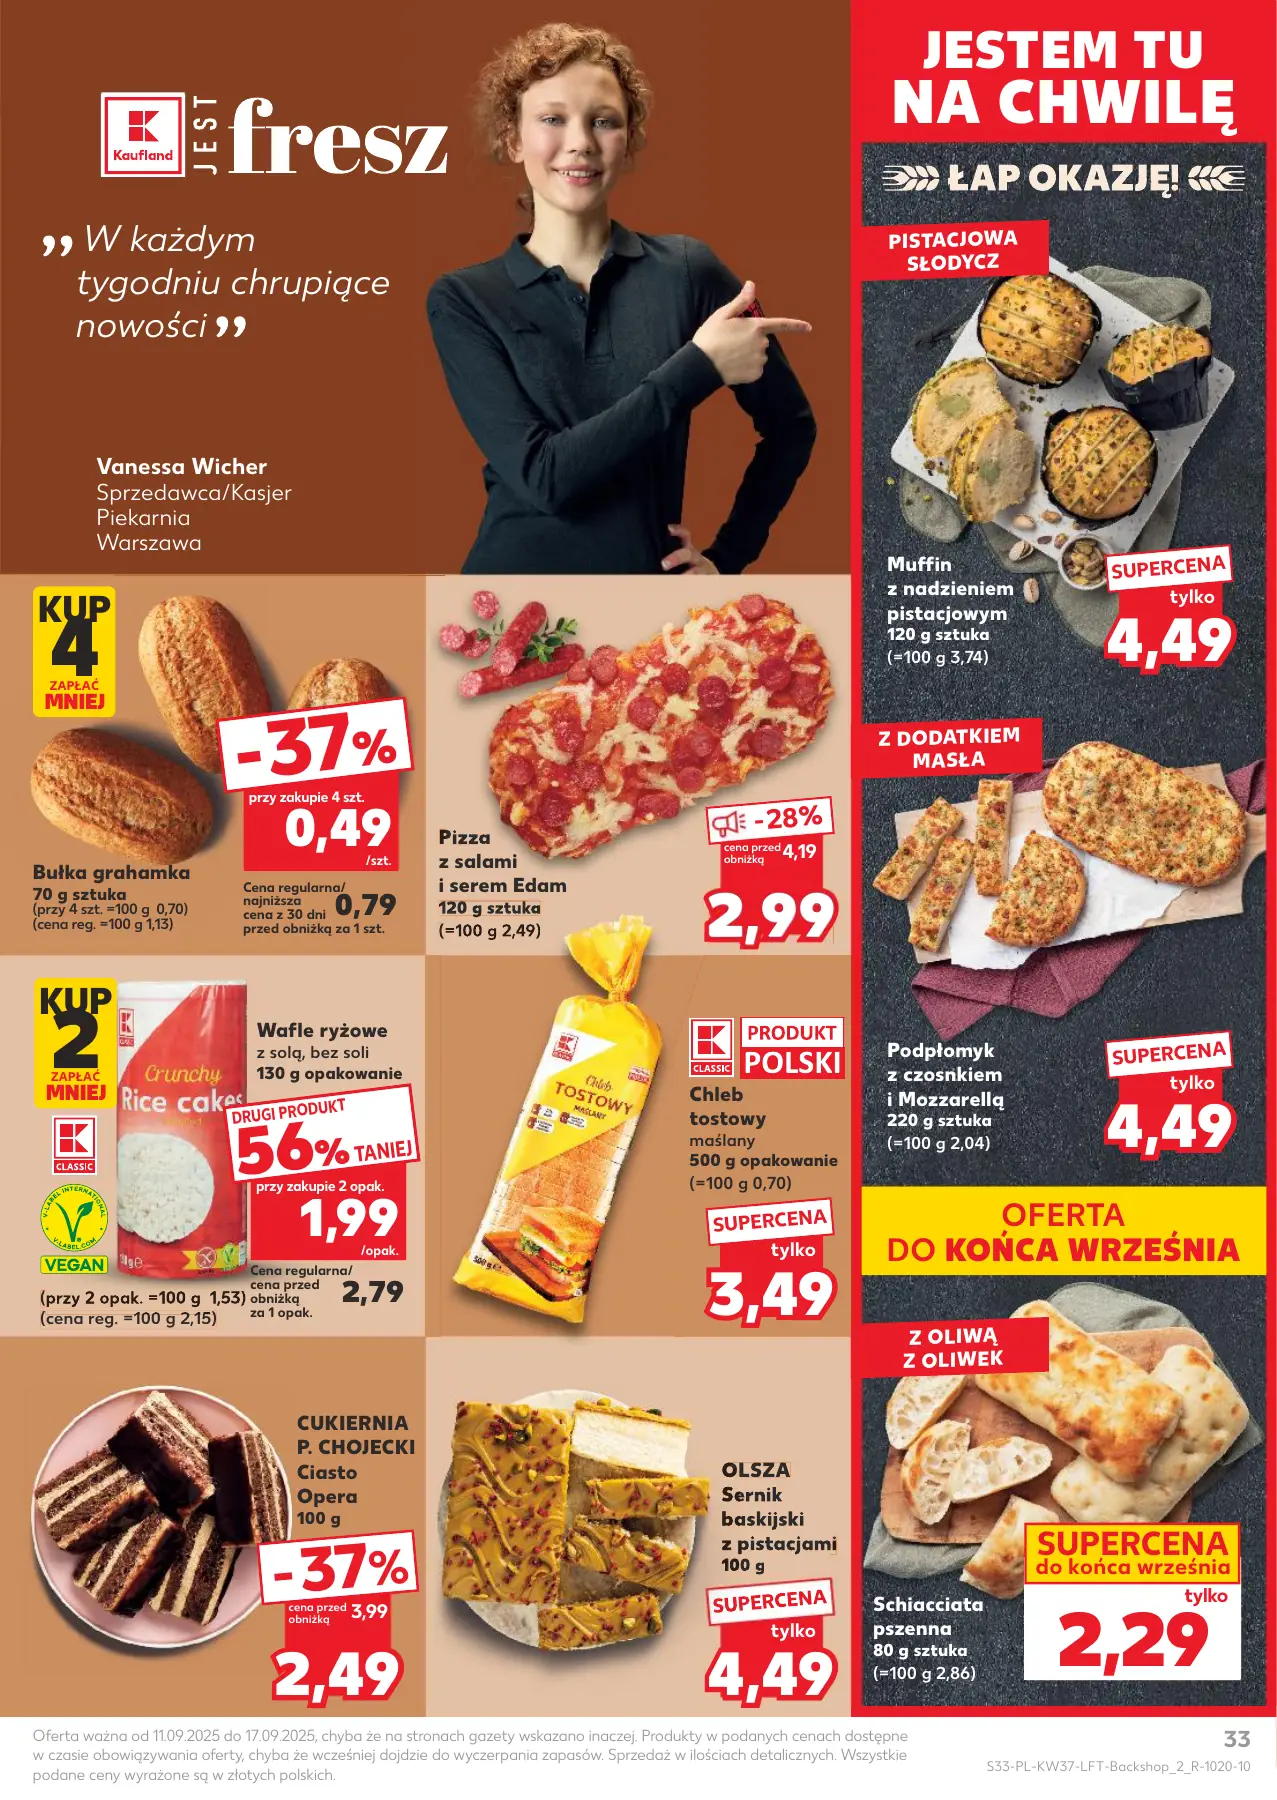 Kaufland
JEST
fresz
„W każdym
tygodniu chrupiące
nowości”
Vanessa Wicher
Sprzedawca/Kasjer
Piekarnia
Warszawa
JESTEM TU
NA CHWILĘ
ŁAP OKAZJĘ!
PISTACJOWA
SŁODYCZ
Muffin
z nadzieniem
pistacjowym
120 g sztuka
(=100 g 3,74)
SUPERCENA
tylko
4,49
KUP
4
ZAPŁAĆ
MNIEJ
-37%
przy zakupie 4 szt.
0,49
/szt.
Bułka grahamka
70 g sztuka
(przy 4 szt. =100 g 0,70)
(cena reg. =100 g 1,13)
Cena regularna/
najniższa
cena z 30 dni
przed obniżką za 1 szt.
0,79
Pizza
z salami
i serem Edam
120 g sztuka
(=100 g 2,49)
-28%
cena przed
obniżką
4,19
2,99
Z DODATKIEM
MASŁA
Podpłomyk
z czosnkiem
i Mozzarellą
220 g sztuka
(=100 g 2,04)
SUPERCENA
tylko
4,49
KUP
2
ZAPŁAĆ
MNIEJ
CLASSIC
V-LABEL INTERNATIONAL
V-LABEL.COM
VEGAN
Crunchy
Rice cakes
Wafle ryżowe
z solą, bez soli
130 g opakowanie
DRUGI PRODUKT
56% TANIEJ
przy zakupie 2 opak.
1,99
/opak.
Cena regularna/
cena przed
obniżką
za 1 opak.
2,79
(przy 2 opak. =100 g 1,53)
(cena reg. =100 g 2,15)
Chleb
TOSTOWY
MAŚLANY
500 g e
CLASSIC
PRODUKT
POLSKI
Chleb
tostowy
maślany
500 g opakowanie
(=100 g 0,70)
SUPERCENA
tylko
3,49
OFERTA
DO KOŃCA WRZEŚNIA
Z OLIWĄ
Z OLIWEK
SUPERCENA
do końca września
tylko
2,29
Schiacciata
pszenna
80 g sztuka
(=100 g 2,86)
CUKIERNIA
P. CHOJECKI
Ciasto
Opera
100 g
-37%
cena przed
obniżką
3,99
2,49
OLSZA
Sernik
baskijski
z pistacjami
100 g
SUPERCENA
tylko
4,49
Oferta ważna od 11.09.2025 do 17.09.2025, chyba że na stronach gazety wskazano inaczej. Produkty w podanych cenach dostępne
w czasie obowiązywania oferty, chyba że wcześniej dojdzie do wyczerpania zapasów. Sprzedaż w ilościach detalicznych. Wszystkie
podane ceny wyrażone są w złotych polskich.
33
S33-PL-KW37-LFT-Backshop_2_R-1020-10